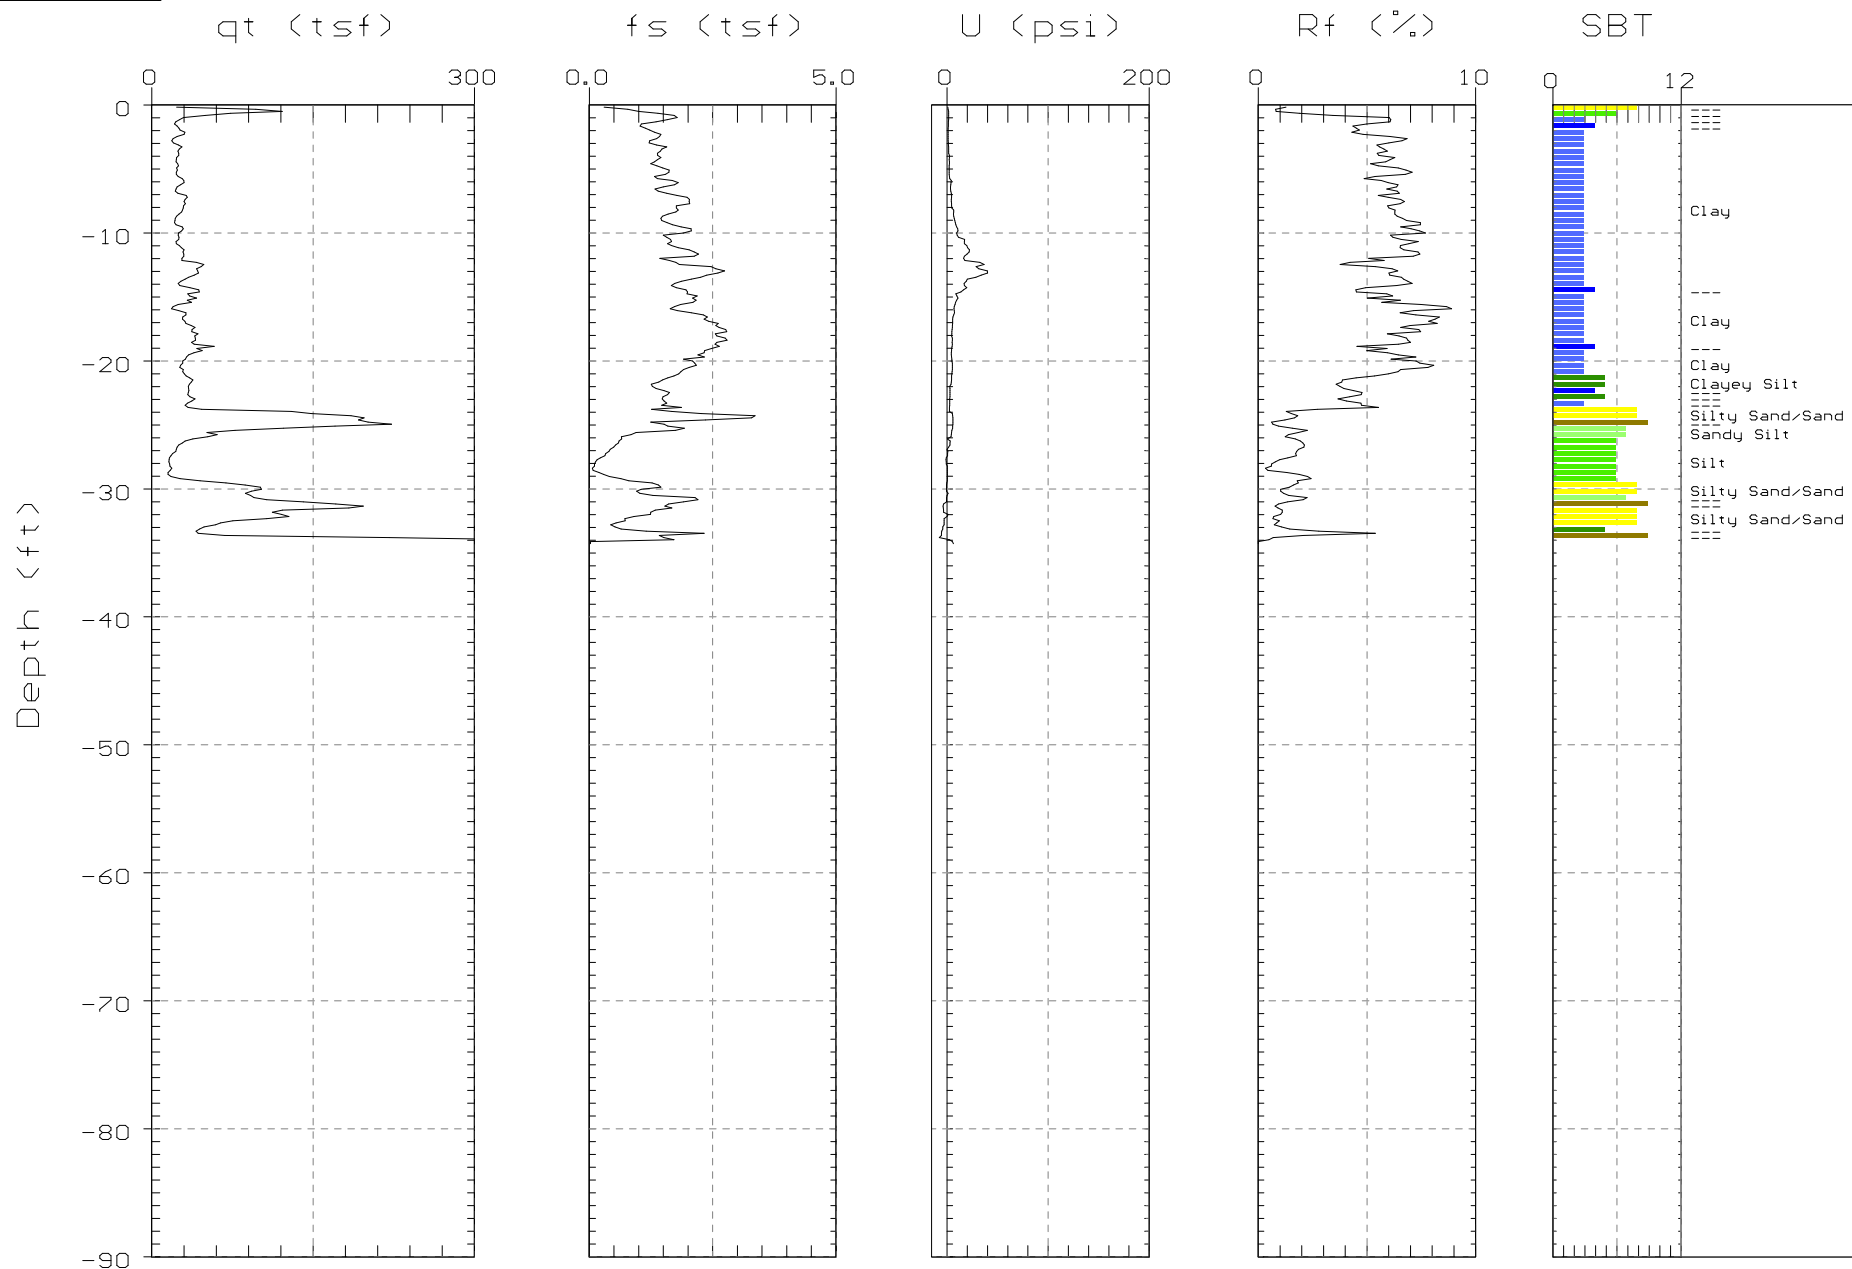 qt (tsf) fs (tsf) U (psi) Rf (%) SBT
0 300 0.0 5.0 0 200 0 10 0 12
0
-10
-20
-30
-40
-50
-60
-70
-80
-90
Depth (ft)
Clay
Clay
Clay
Clayey Silt
Silty Sand/Sand
Sandy Silt
Silt
Silty Sand/Sand
Silty Sand/Sand